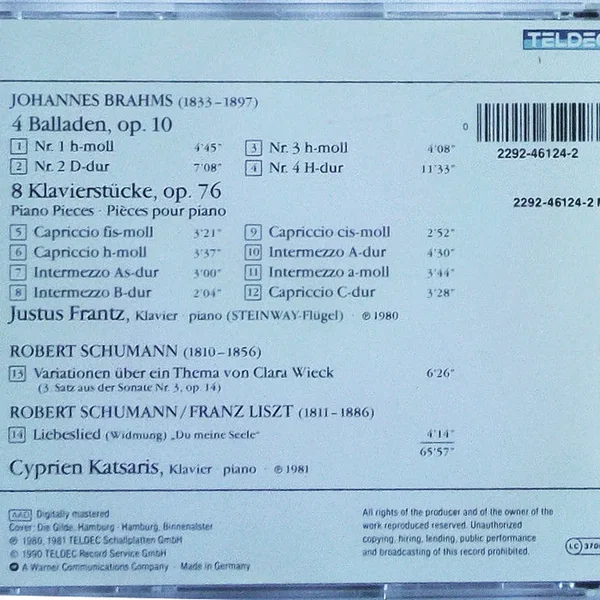 TELDEC
JOHANNES BRAHMS (1833–1897)
4 Balladen, op. 10
1 Nr. 1 h-moll 4'45"
2 Nr. 2 D-dur 7'08"
3 Nr. 3 h-moll 4'08"
4 Nr. 4 H-dur 11'33"
0
2292-46124-2
8 Klavierstücke, op. 76
Piano Pieces · Pièces pour piano
2292-46124-2
5 Capriccio fis-moll 3'21"
6 Capriccio h-moll 3'37"
7 Intermezzo As-dur 3'00"
8 Intermezzo B-dur 2'04"
9 Capriccio cis-moll 2'52"
10 Intermezzo A-dur 4'30"
11 Intermezzo a-moll 3'44"
12 Capriccio C-dur 3'28"
Justus Frantz, Klavier · piano (STEINWAY-Flügel) · ℗ 1980
ROBERT SCHUMANN (1810–1856)
13 Variationen über ein Thema von Clara Wieck 6'26"
(3. Satz aus der Sonate Nr. 3, op. 14)
ROBERT SCHUMANN/FRANZ LISZT (1811–1886)
14 Liebeslied (Widmung) „Du meine Seele“ 4'14"
65'57"
Cyprien Katsaris, Klavier · piano · ℗ 1981
AAD Digitally mastered
Cover: Die Gilde, Hamburg · Hamburg, Binnenalster
℗ 1980, 1981 TELDEC Schallplatten GmbH
© 1990 TELDEC Record Service GmbH
A Warner Communications Company · Made in Germany
All rights of the producer and of the owner of the
work reproduced reserved. Unauthorized
copying, hiring, lending, public performance
and broadcasting of this record prohibited.
LC 370